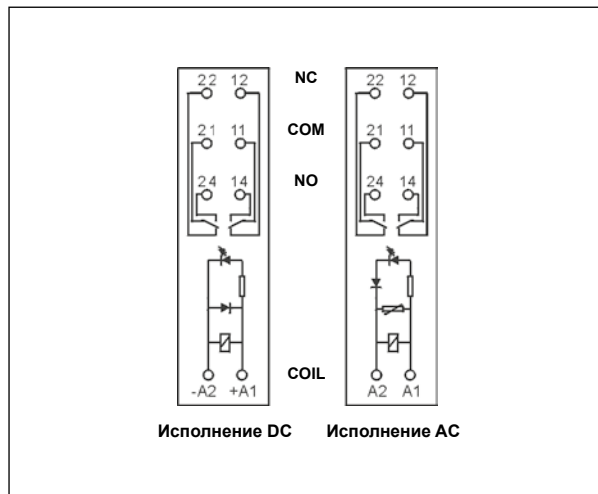 22 12 NC 22 12
21 11 COM 21 11
24 14 NO 24 14
-A2 +A1 COIL A2 A1
Исполнение DC Исполнение AC